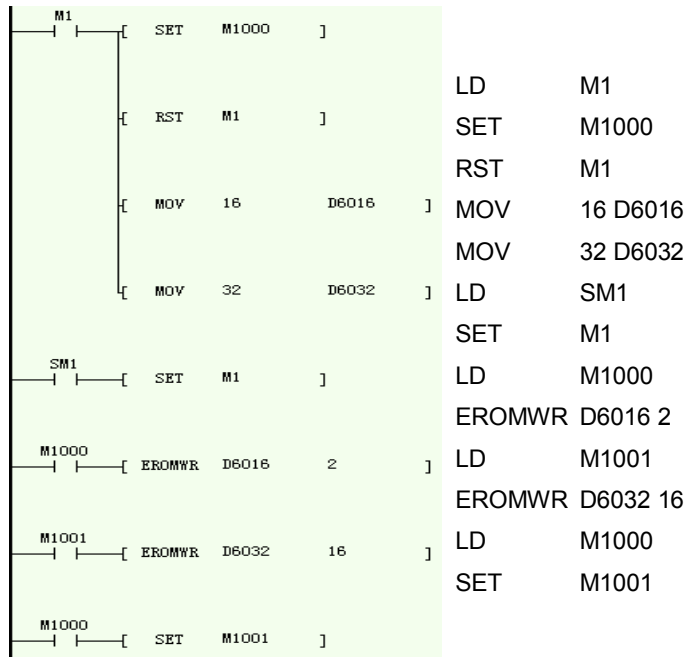 M1
[ SET M1000 ]
[ RST M1 ]
[ MOV 16 D6016 ]
[ MOV 32 D6032 ]
SM1
[ SET M1 ]
M1000
[ EROMWR D6016 2 ]
M1001
[ EROMWR D6032 16 ]
M1000
[ SET M1001 ]
LD M1
SET M1000
RST M1
MOV 16 D6016
MOV 32 D6032
LD SM1
SET M1
LD M1000
EROMWR D6016 2
LD M1001
EROMWR D6032 16
LD M1000
SET M1001